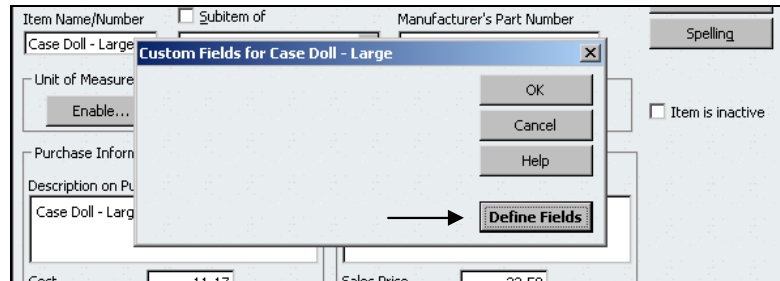 Item Name/Number
Subitem of
Manufacturer's Part Number
Spelling
Case Doll - Large
Custom Fields for Case Doll - Large
Unit of Measure
OK
Enable...
Item is inactive
Cancel
Help
Purchase Inform
Description on Pu
Define Fields
Case Doll - Larg
Cost
11.17
Sales Price